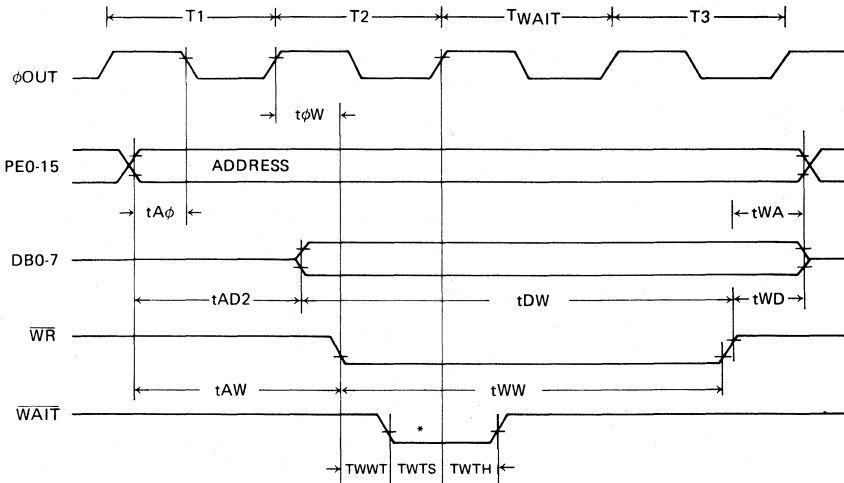 T1 T2 TWAIT T3
ϕOUT
tϕW
PE0-15 ADDRESS
tAϕ tWA
DB0-7
tAD2 tDW tWD
WR
tAW tWW
WAIT *
TWWT TWTS TWTH